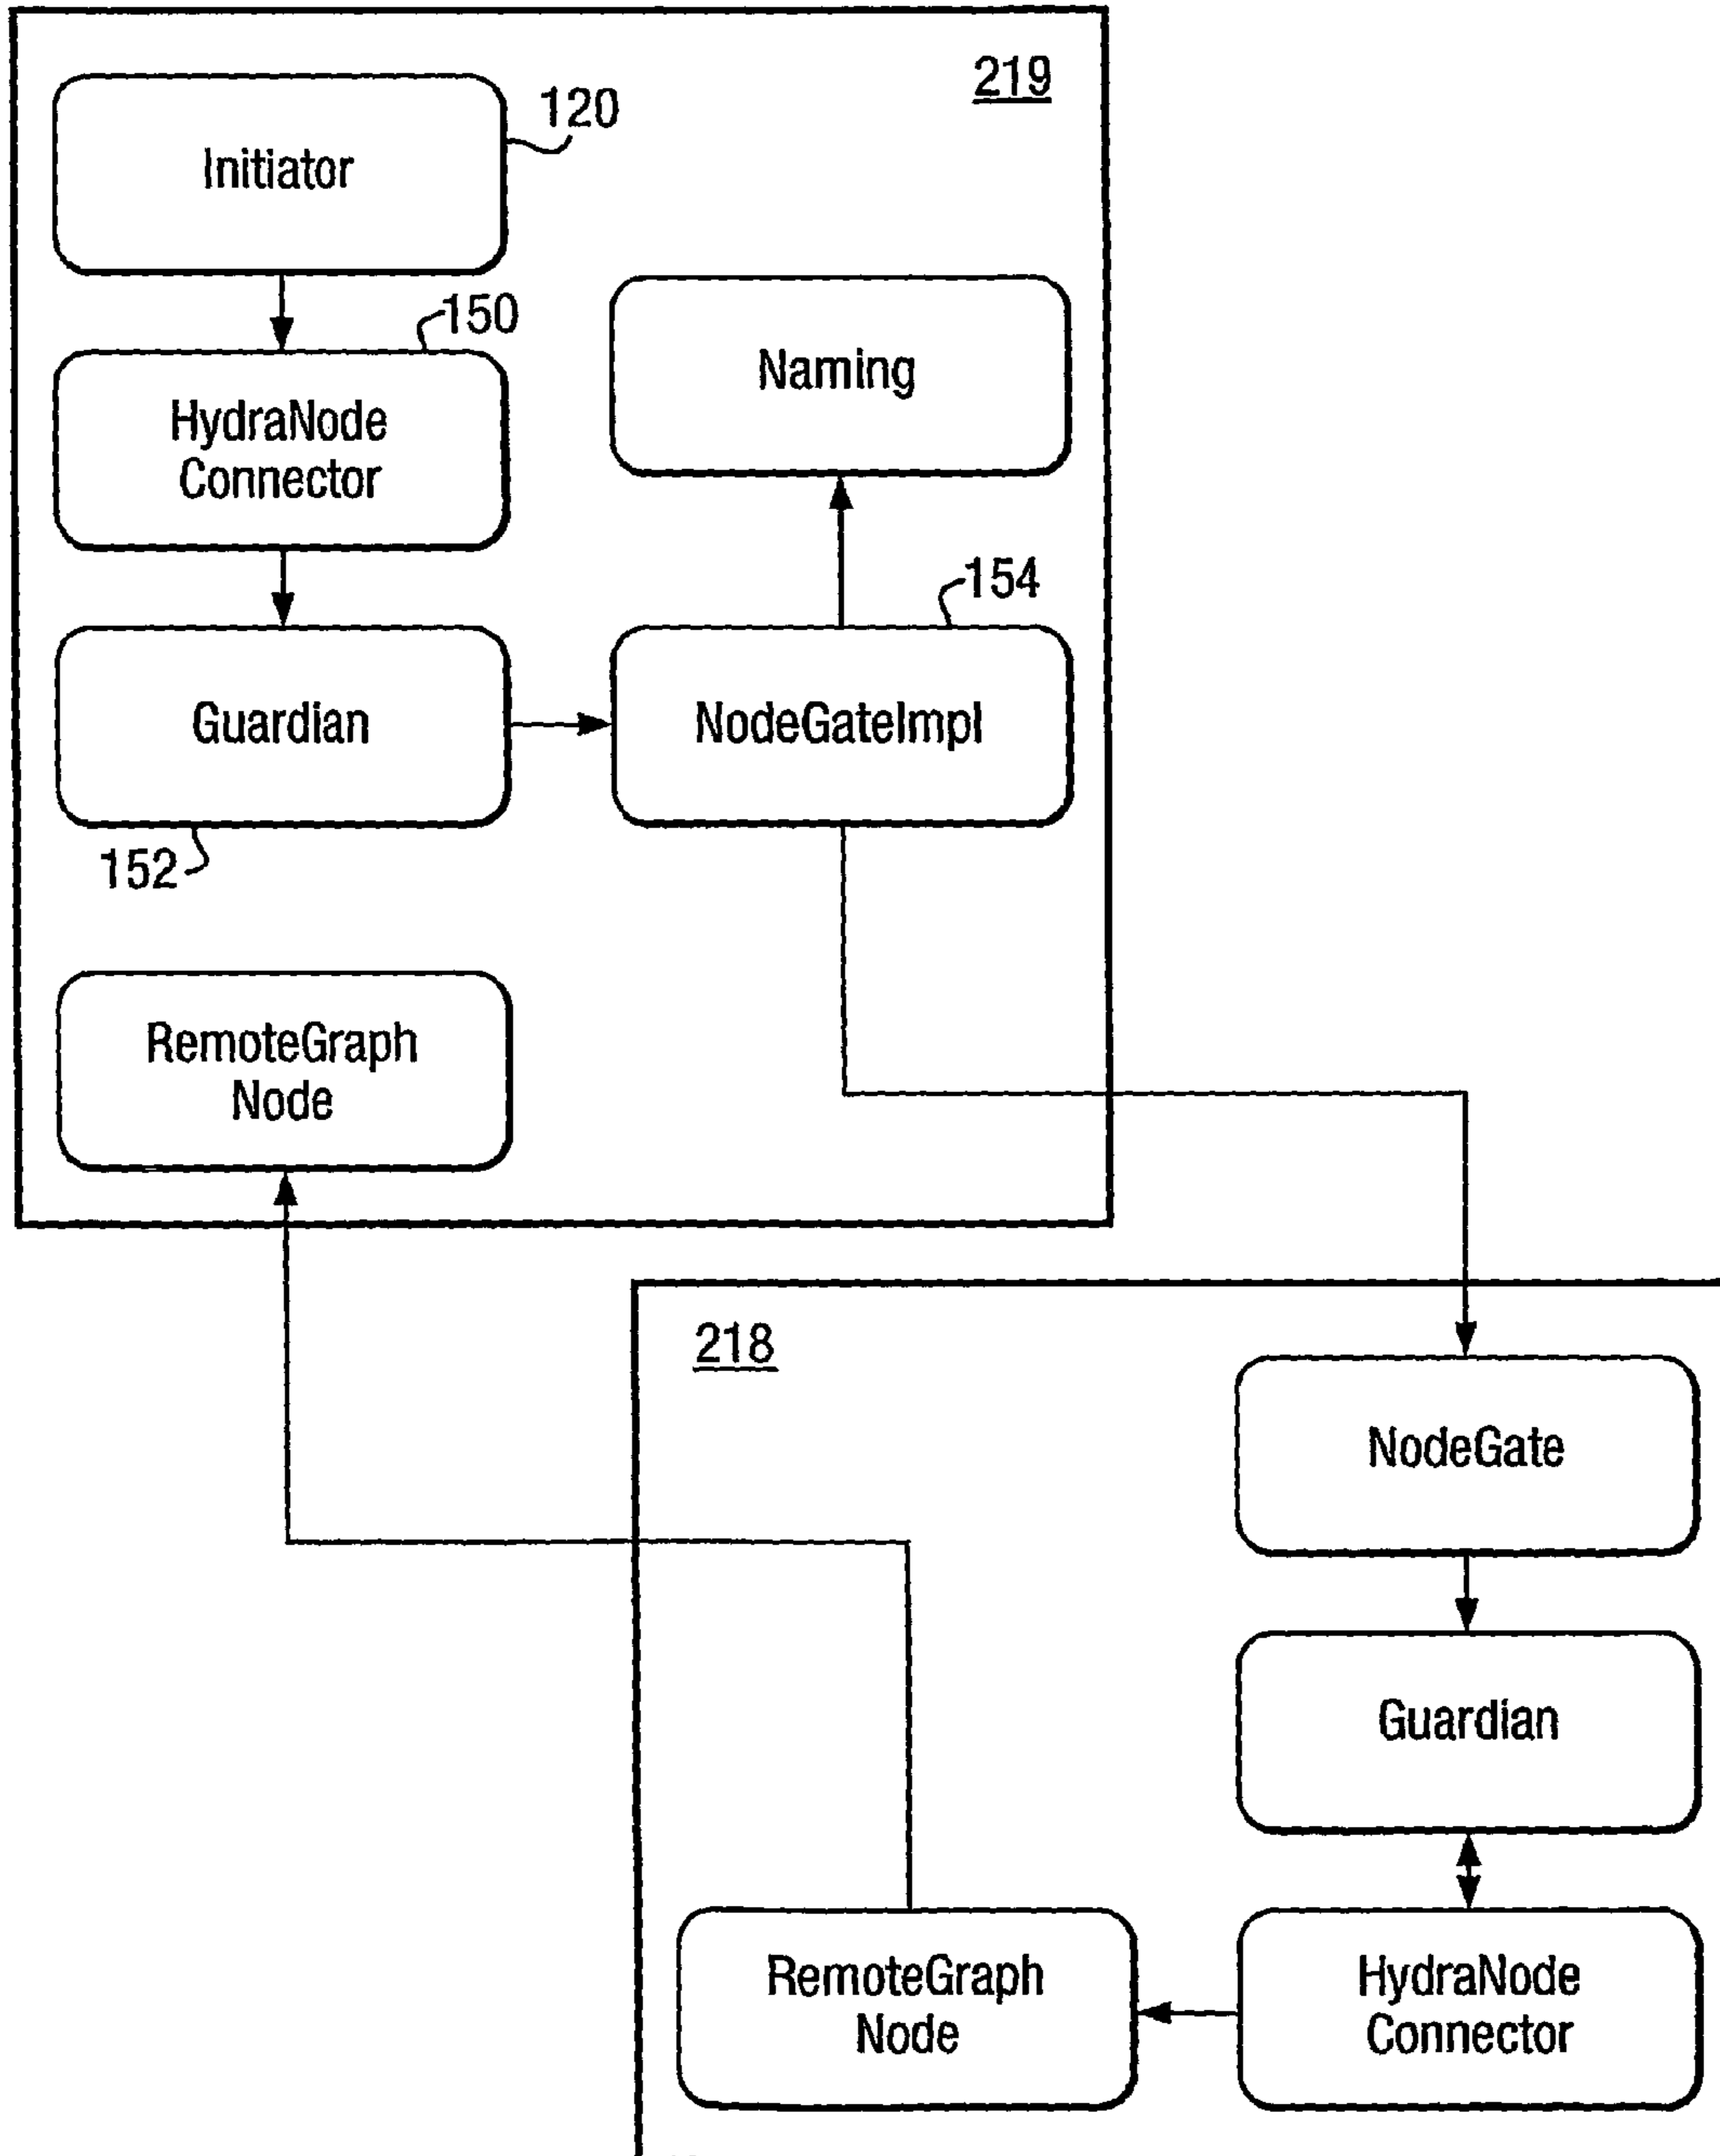 219
120
Initiator
150
Naming
HydraNode
Connector
154
Guardian
NodeGateImpl
152
RemoteGraph
Node
218
NodeGate
Guardian
RemoteGraph
Node
HydraNode
Connector